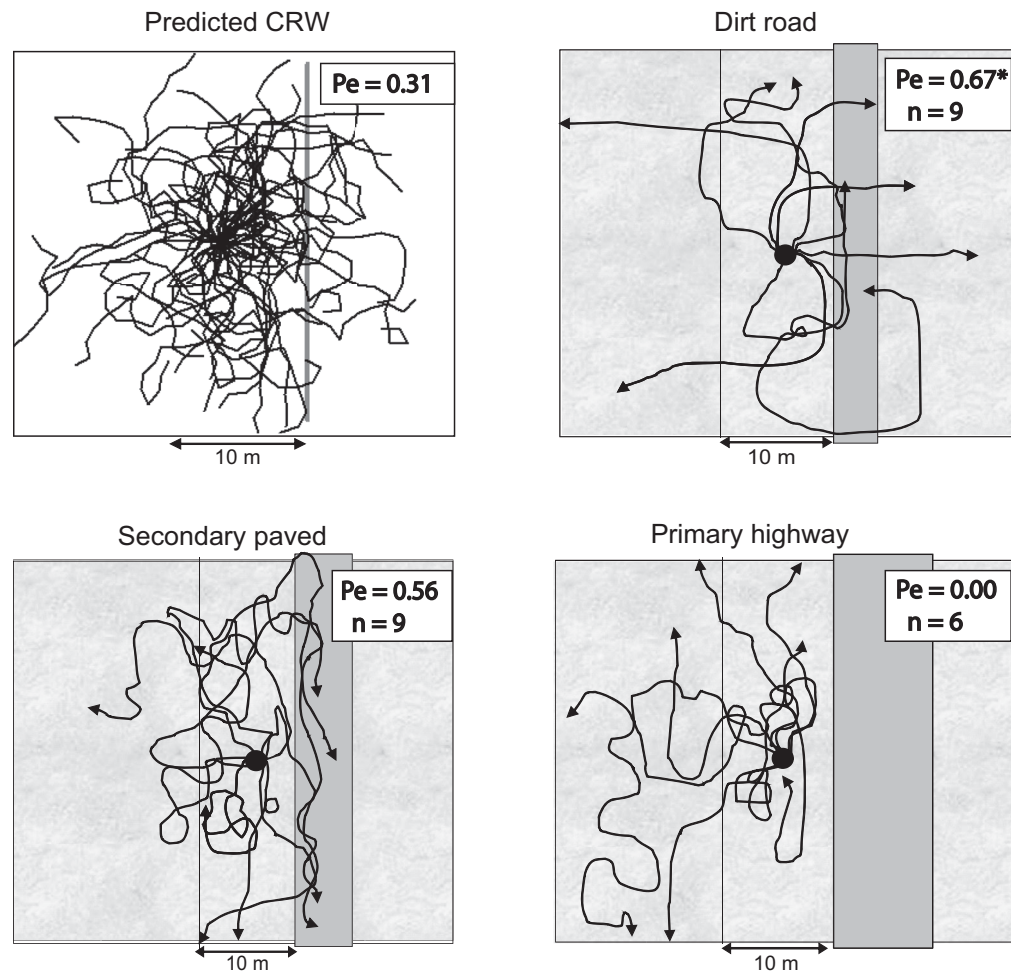 Predicted CRW
Pe = 0.31
10 m
Dirt road
Pe = 0.67*
n = 9
10 m
Secondary paved
Pe = 0.56
n = 9
10 m
Primary highway
Pe = 0.00
n = 6
10 m